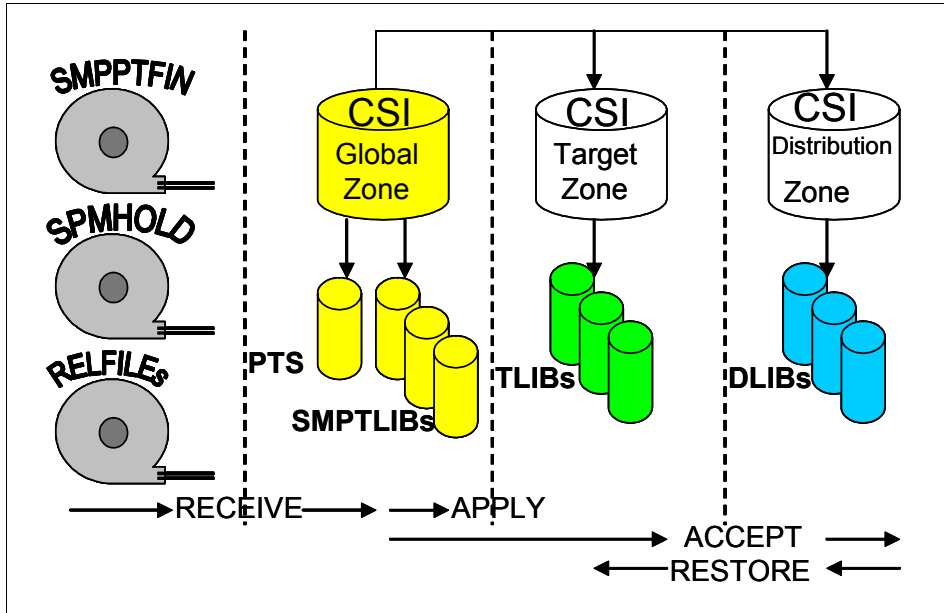 SMPPTFIN
SPMHOLD
RELFILEs
CSI
Global
Zone
PTS
SMPTLIBs
CSI
Target
Zone
TLIBs
CSI
Distribution
Zone
DLIBs
RECEIVE
APPLY
ACCEPT
RESTORE